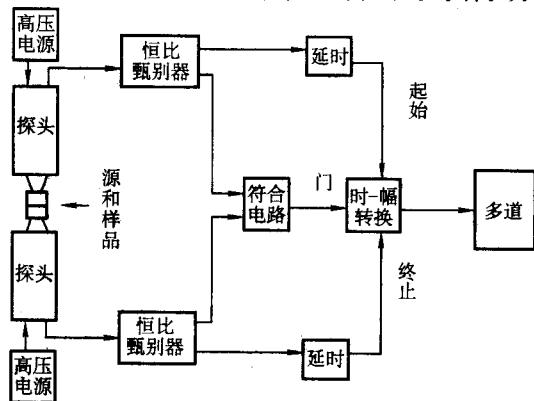 高压
电源
恒比
甄别器
延时
起始
探头
源和样品
符合
电路
门
时-幅
转换
多道
终止
探头
恒比
甄别器
延时
高压
电源